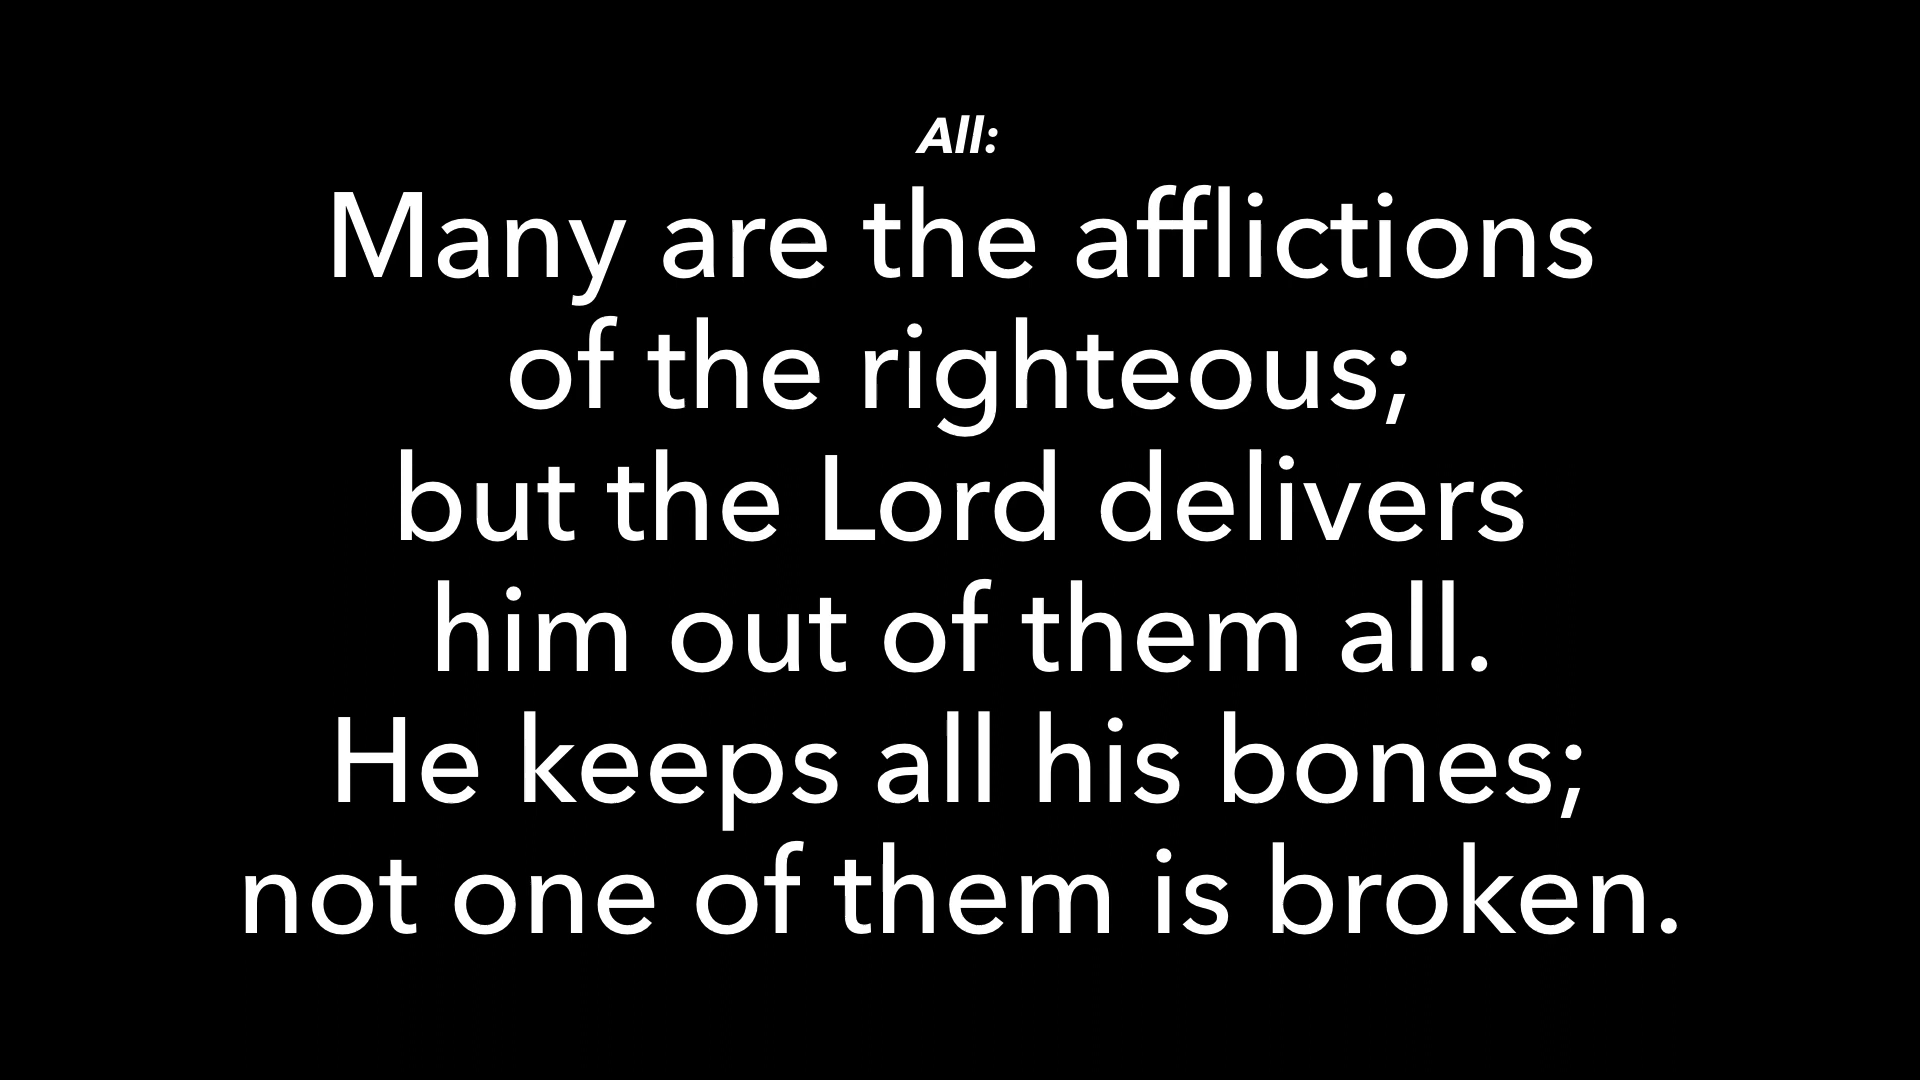 All:
Many are the afflictions
of the righteous;
but the Lord delivers
him out of them all.
He keeps all his bones;
not one of them is broken.